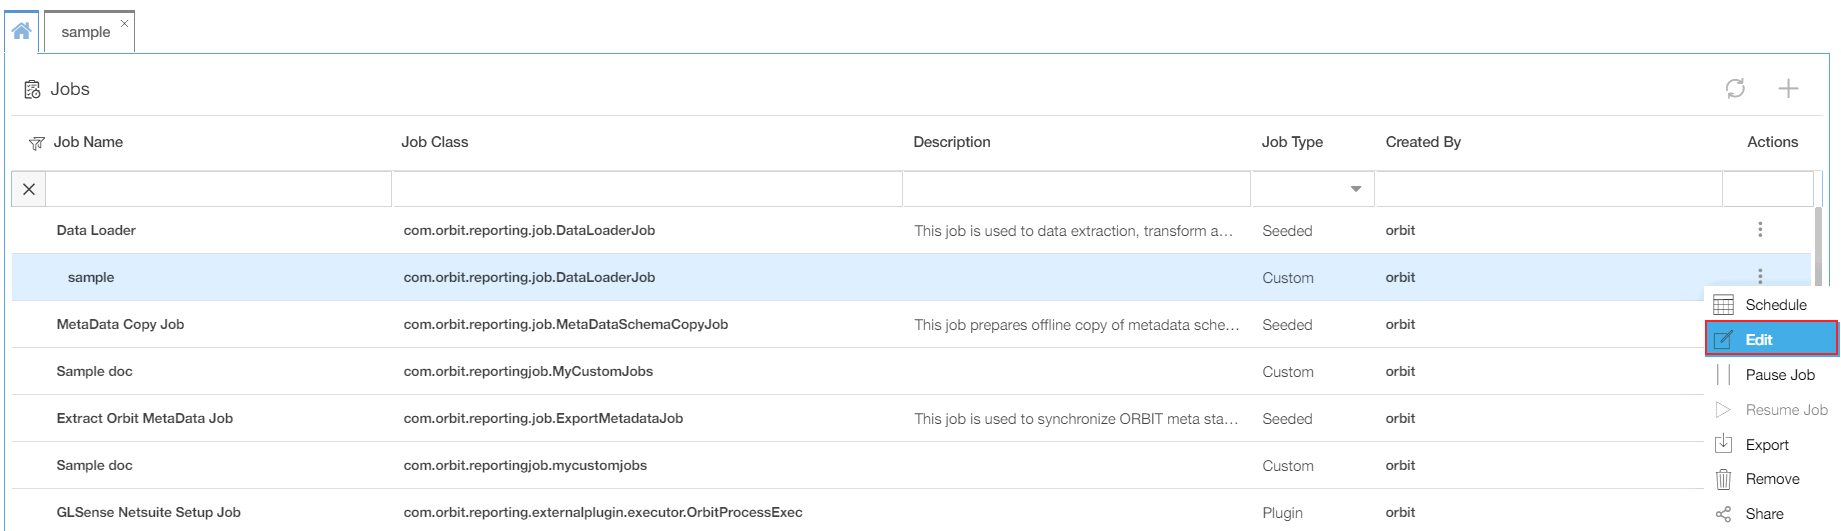 sample
Jobs
Job Name Job Class Description Job Type Created By Actions
Data Loader com.orbit.reporting.job.DataLoaderJob This job is used to data extraction, transform a... Seeded orbit
sample com.orbit.reporting.job.DataLoaderJob Custom orbit
Schedule
MetaData Copy Job com.orbit.reporting.job.MetaDataSchemaCopyJob This job prepares offline copy of metadata sche... Seeded orbit
Edit
Sample doc com.orbit.reportingjob.MyCustomJobs Custom orbit
Pause Job
Resume Job
Extract Orbit MetaData Job com.orbit.reporting.job.ExportMetadataJob This job is used to synchronize ORBIT meta sta... Seeded orbit
Export
Sample doc com.orbit.reportingjob.mycustomjobs Custom orbit
Remove
GLSense Netsuite Setup Job com.orbit.reporting.externalplugin.executor.OrbitProcessExec Plugin orbit
Share